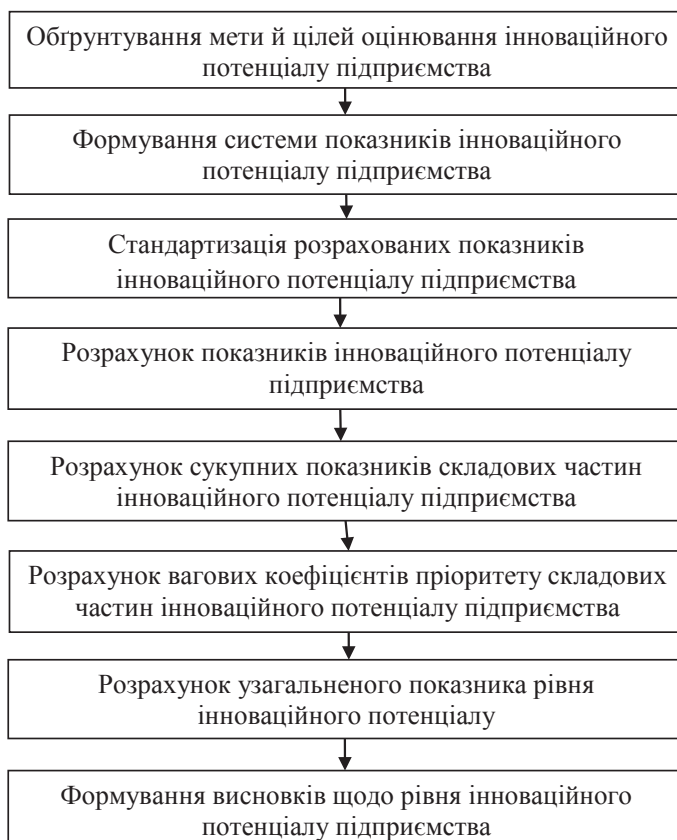 Обґрунтування мети й цілей оцінювання інноваційного
потенціалу підприємства
Формування системи показників інноваційного
потенціалу підприємства
Стандартизація розрахованих показників
інноваційного потенціалу підприємства
Розрахунок показників інноваційного потенціалу
підприємства
Розрахунок сукупних показників складових частин
інноваційного потенціалу підприємства
Розрахунок вагових коефіцієнтів пріоритету складових
частин інноваційного потенціалу підприємства
Розрахунок узагальненого показника рівня
інноваційного потенціалу
Формування висновків щодо рівня інноваційного
потенціалу підприємства